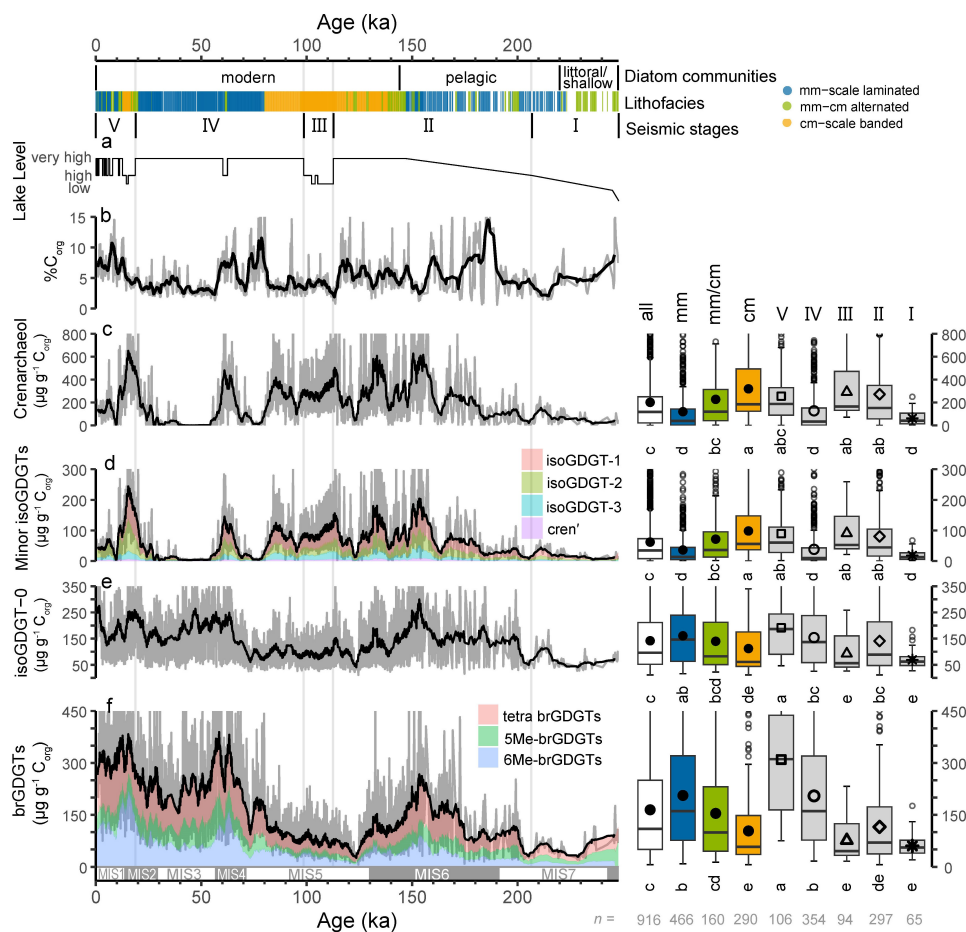 Age (ka)
0 50 100 150 200
modern pelagic littoral/
shallow
Diatom communities
Lithofacies
Seismic stages
mm-scale laminated
mm-cm alternated
cm-scale banded
V IV III II I
a
Lake Level
very high
high
low
b
%Corg
15
10
5
0
all mm mm/cm cm V IV III II I
c
Crenarchaeol
(µg g⁻¹ Corg)
800
600
400
200
0
800
600
400
200
0
c d bc a abc d ab ab d
d
Minor isoGDGTs
(µg g⁻¹ Corg)
300
200
100
0
isoGDGT-1
isoGDGT-2
isoGDGT-3
cren′
300
200
100
0
c d bc a ab d ab ab d
e
isoGDGT−0
(µg g⁻¹ Corg)
350
250
150
50
350
250
150
50
c ab bcd de a bc e bc e
f
brGDGTs
(µg g⁻¹ Corg)
450
300
150
0
tetra brGDGTs
5Me-brGDGTs
6Me-brGDGTs
450
300
150
0
c b cd e a b e de e
MIS1 MIS2 MIS3 MIS4 MIS5 MIS6 MIS7
0 50 100 150 200
Age (ka)
n = 916 466 160 290 106 354 94 297 65